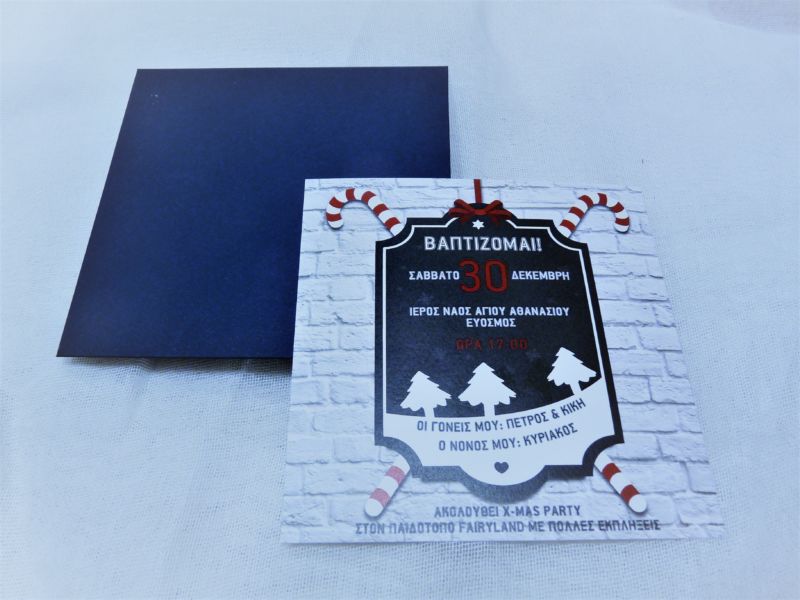 ΒΑΠΤΙΖΟΜΑΙ!
ΣΑΒΒΑΤΟ 30 ΔΕΚΕΜΒΡΗ
ΙΕΡΟΣ ΝΑΟΣ ΑΓΙΟΥ ΑΘΑΝΑΣΙΟΥ
ΕΥΟΣΜΟΣ
ΩΡΑ 17:00
ΟΙ ΓΟΝΕΙΣ ΜΟΥ: ΠΕΤΡΟΣ & ΚΙΚΗ
Ο ΝΟΝΟΣ ΜΟΥ: ΚΥΡΙΑΚΟΣ
ΑΚΟΛΟΥΘΕΙ X-MAS PARTY
ΣΤΟΝ ΠΑΙΔΟΤΟΠΟ FAIRYLAND ΜΕ ΠΟΛΛΕΣ ΕΚΠΛΗΞΕΙΣ